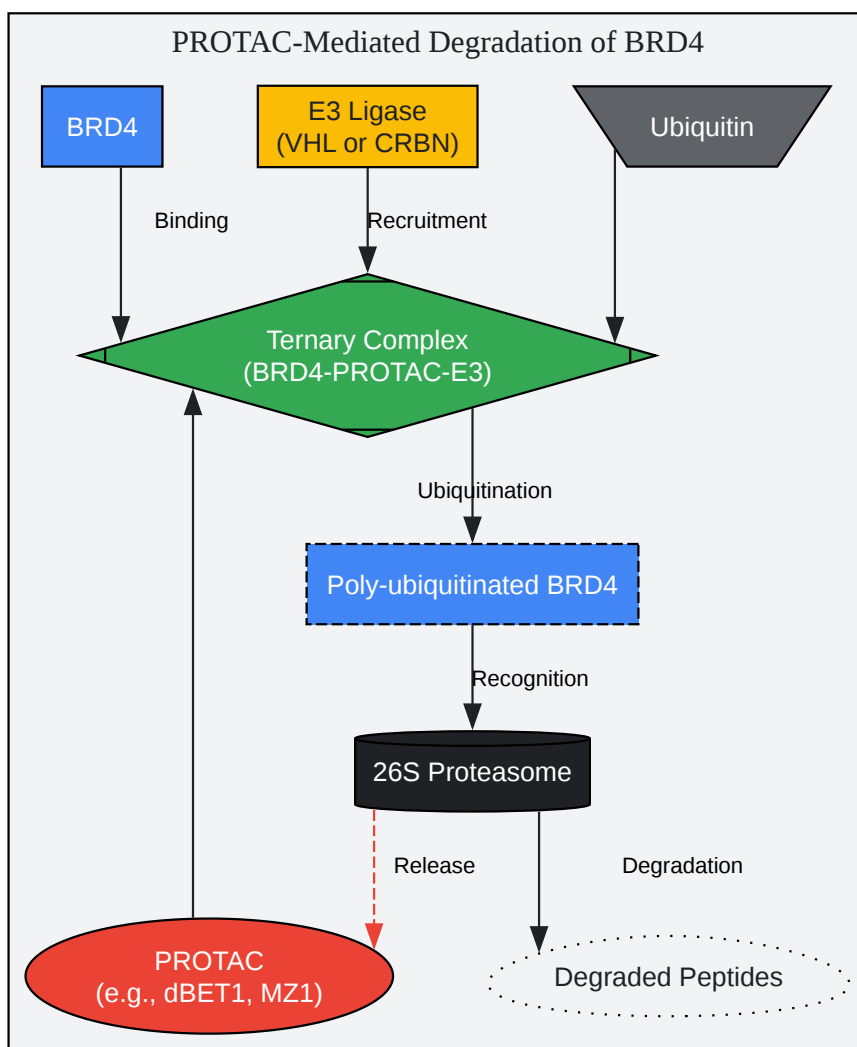 PROTAC-Mediated Degradation of BRD4
BRD4
E3 Ligase
(VHL or CRBN)
Ubiquitin
Binding
Recruitment
Ternary Complex
(BRD4-PROTAC-E3)
Ubiquitination
Poly-ubiquitinated BRD4
Recognition
26S Proteasome
Release
Degradation
PROTAC
(e.g., dBET1, MZ1)
Degraded Peptides